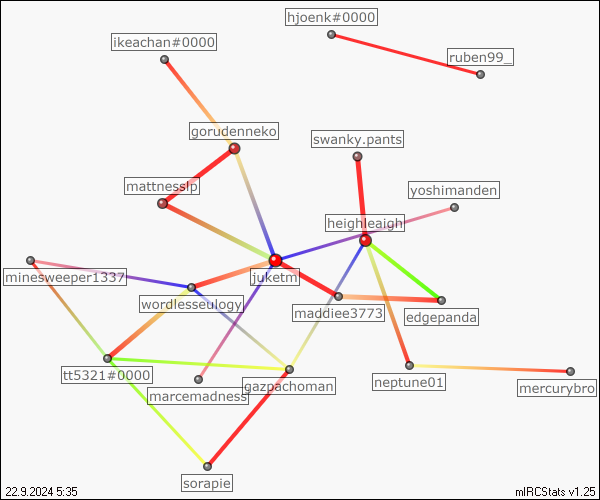 hjoenk#0000
ikeachan#0000
ruben99_
gorudenneko
swanky.pants
mattnesslp
yoshimanden
heighleaigh
minesweeper1337
juketm
wordlesseulogy
maddiee3773
edgepanda
tt5321#0000
gazpachoman
neptune01
mercurybro
marcemadness
sorapie
22.9.2024 5:35
mIRCStats v1.25